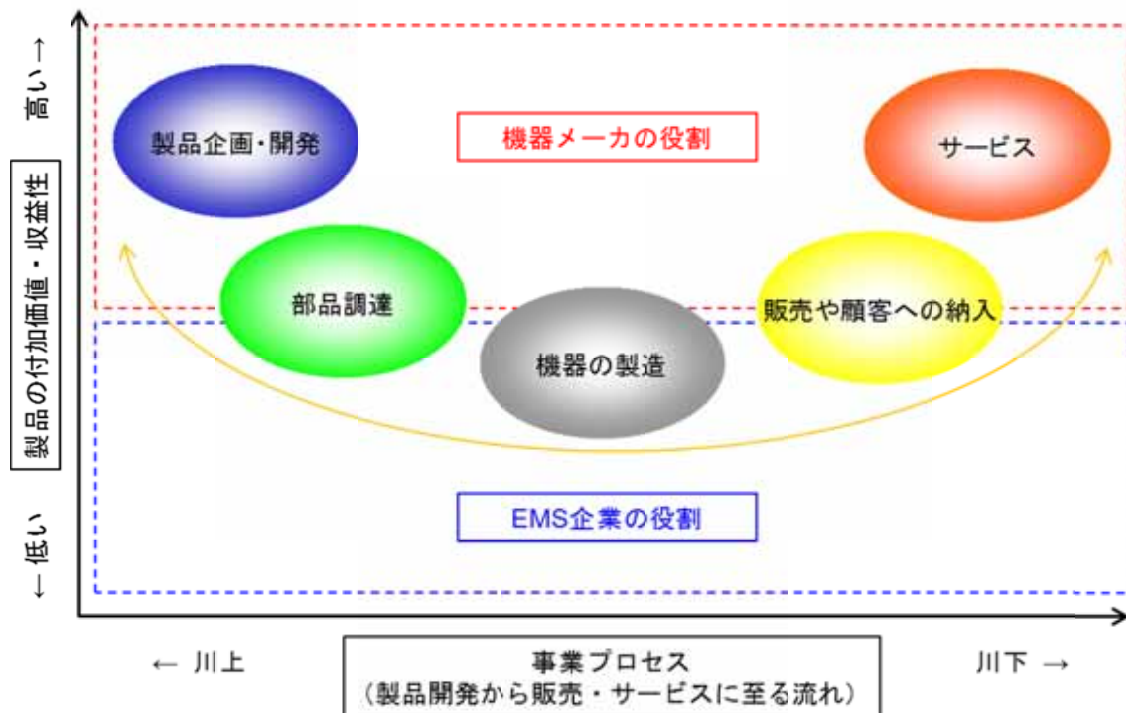 高い →
製品の付加価値・収益性
← 低い
製品企画・開発
機器メーカの役割
サービス
部品調達
機器の製造
販売や顧客への納入
EMS企業の役割
← 川上
事業プロセス
（製品開発から販売・サービスに至る流れ）
川下 →